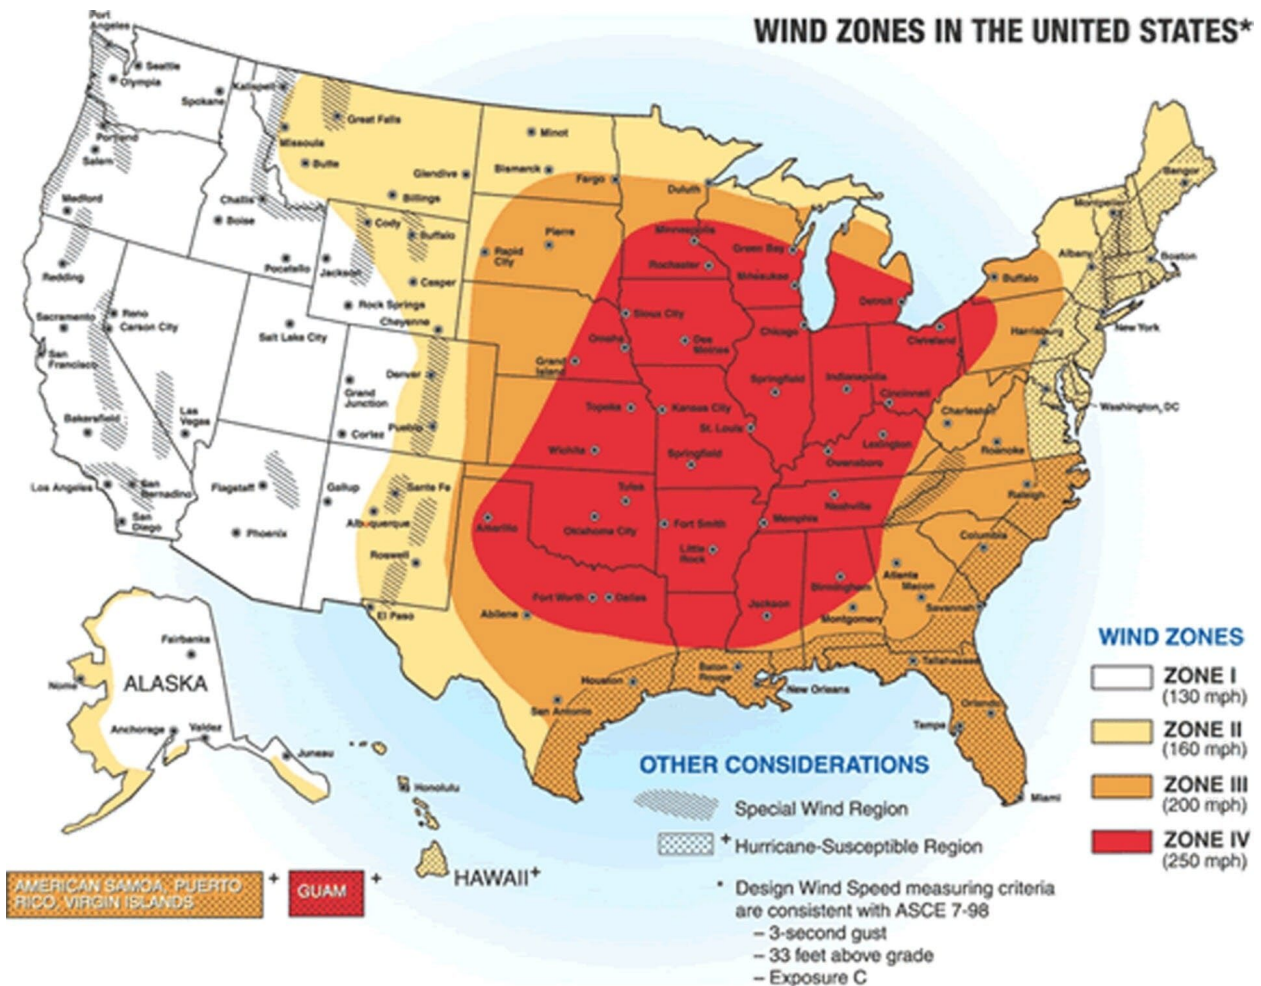 WIND ZONES IN THE UNITED STATES*
Port
Angeles
Seattle
Olympia
Spokane
Kalispell
Great Falls
Missoula
Butte
Glendive
Billings
Minot
Bismarck
Fargo
Duluth
Portland
Salem
Medford
Challis
Boise
Pocatello
Cody
Buffalo
Jackson
Casper
Rock Springs
Cheyenne
Rapid
City
Pierre
Minneapolis
Rochester
Green Bay
Milwaukee
Detroit
Buffalo
Albany
Montpelier
Bangor
Boston
New York
Harrisburg
Washington, DC
Redding
Sacramento
Reno
Carson City
San
Francisco
Salt Lake City
Grand
Junction
Denver
Pueblo
Cortez
Sioux City
Omaha
Des
Moines
Grand
Island
Chicago
Cleveland
Springfield
Indianapolis
Cincinnati
Charleston
Roanoke
Topeka
Kansas City
St. Louis
Lexington
Owensboro
Wichita
Springfield
Bakersfield
Las
Vegas
Los Angeles
San
Bernadino
San
Diego
Flagstaff
Phoenix
Gallup
Santa Fe
Albuquerque
Roswell
El Paso
Amarillo
Tulsa
Oklahoma City
Fort Smith
Little
Rock
Memphis
Nashville
Raleigh
Columbia
Atlanta
Macon
Savannah
Birmingham
Montgomery
Jackson
Fort Worth
Dallas
Abilene
Houston
San Antonio
Baton
Rouge
New Orleans
Tallahassee
Orlando
Tampa
Miami
Fairbanks
Nome
ALASKA
Anchorage
Valdez
Juneau
Honolulu
HAWAII+
AMERICAN SAMOA, PUERTO
RICO, VIRGIN ISLANDS
+
GUAM
+
WIND ZONES
ZONE I
(130 mph)
ZONE II
(160 mph)
ZONE III
(200 mph)
ZONE IV
(250 mph)
OTHER CONSIDERATIONS
Special Wind Region
+ Hurricane-Susceptible Region
* Design Wind Speed measuring criteria
are consistent with ASCE 7-98
– 3-second gust
– 33 feet above grade
– Exposure C